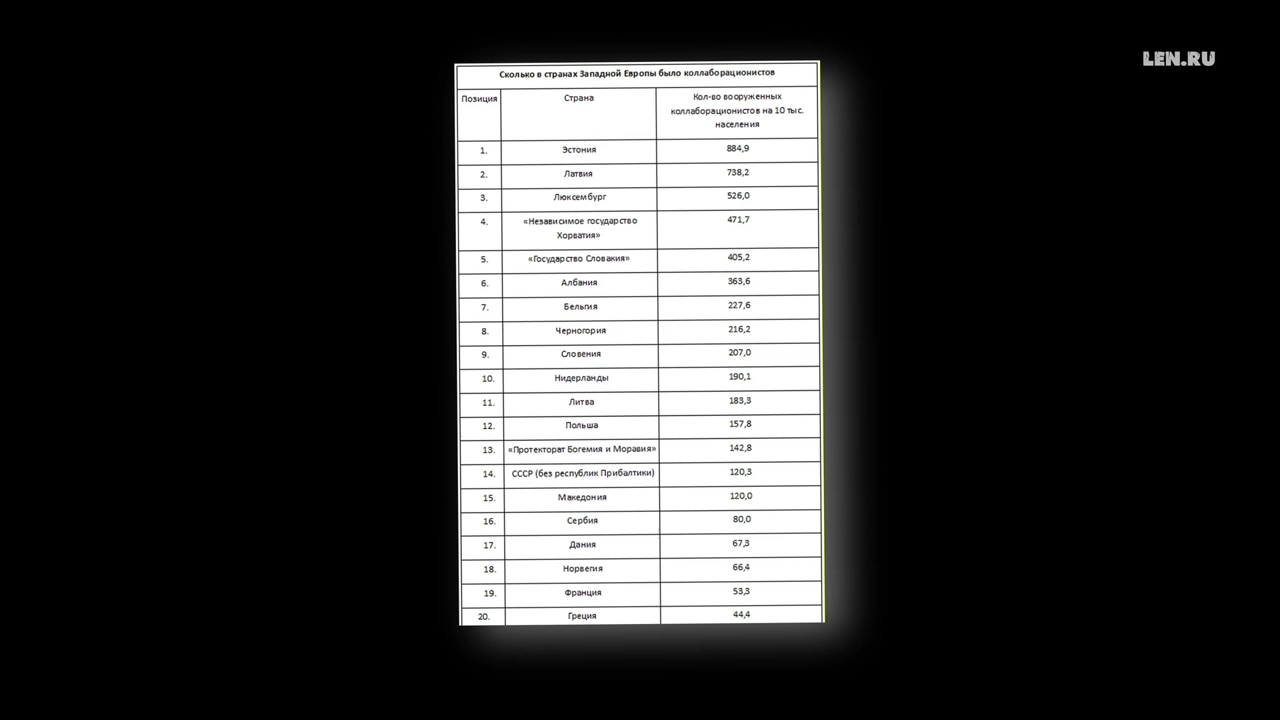 LEN.RU
Сколько в странах Западной Европы было коллаборационистов
Позиция Страна Кол-во вооруженных
коллаборационистов на 10 тыс.
населения
1. Эстония 884,9
2. Латвия 738,2
3. Люксембург 526,0
4. «Независимое государство 471,7
Хорватия»
5. «Государство Словакия» 405,2
6. Албания 363,6
7. Бельгия 227,6
8. Черногория 216,2
9. Словения 207,0
10. Нидерланды 190,1
11. Литва 183,3
12. Польша 157,8
13. «Протекторат Богемия и Моравия» 142,8
14. СССР (без республик Прибалтики) 120,3
15. Македония 120,0
16. Сербия 80,0
17. Дания 67,3
18. Норвегия 66,4
19. Франция 53,3
20. Греция 44,4